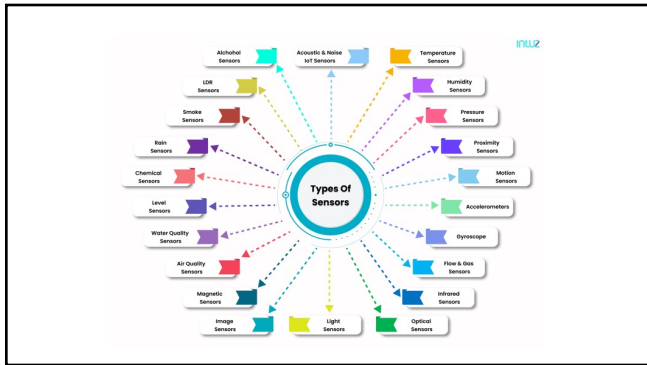 INTUZ
Alchohol
Sensors
Acoustic & Noise
IoT Sensors
Temperature
Sensors
LDR
Sensors
Humidity
Sensors
Smoke
Sensors
Pressure
Sensors
Rain
Sensors
Proximity
Sensors
Chemical
Sensors
Motion
Sensors
Types Of
Sensors
Level
Sensors
Accelerometers
Water Quality
Sensors
Gyroscope
Air Quality
Sensors
Flow & Gas
Sensors
Magnetic
Sensors
Infrared
Sensors
Image
Sensors
Light
Sensors
Optical
Sensors